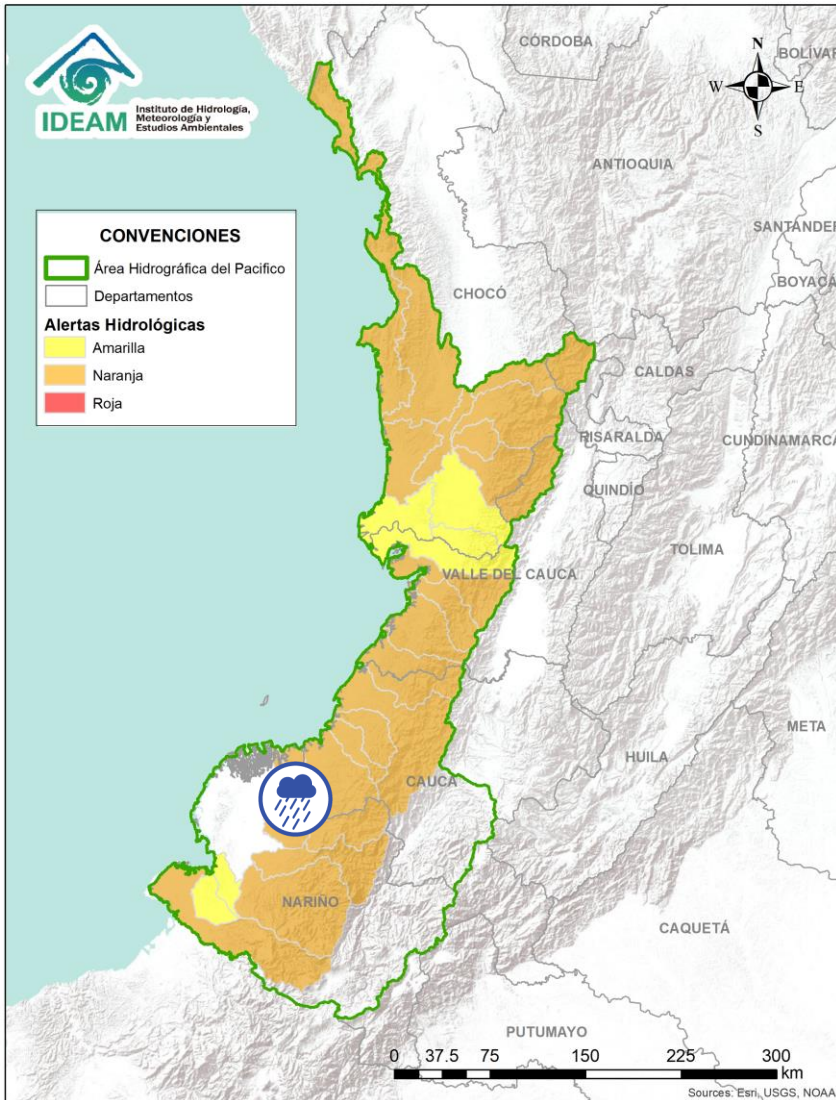 IDEAM
Instituto de Hidrología,
Meteorología y
Estudios Ambientales
N
W
E
S
CONVENCIONES
Área Hidrográfica del Pacifico
Departamentos
Alertas Hidrológicas
Amarilla
Naranja
Roja
CÓRDOBA
BOLÍVAR
ANTIOQUIA
SANTANDER
BOYACÁ
CHOCÓ
CALDAS
RISARALDA
CUNDINAMARCA
QUINDÍO
TOLIMA
VALLE DEL CAUCA
META
HUILA
CAUCA
NARIÑO
CAQUETÁ
PUTUMAYO
0 37.5 75 150 225 300
km
Sources: Esri, USGS, NOAA